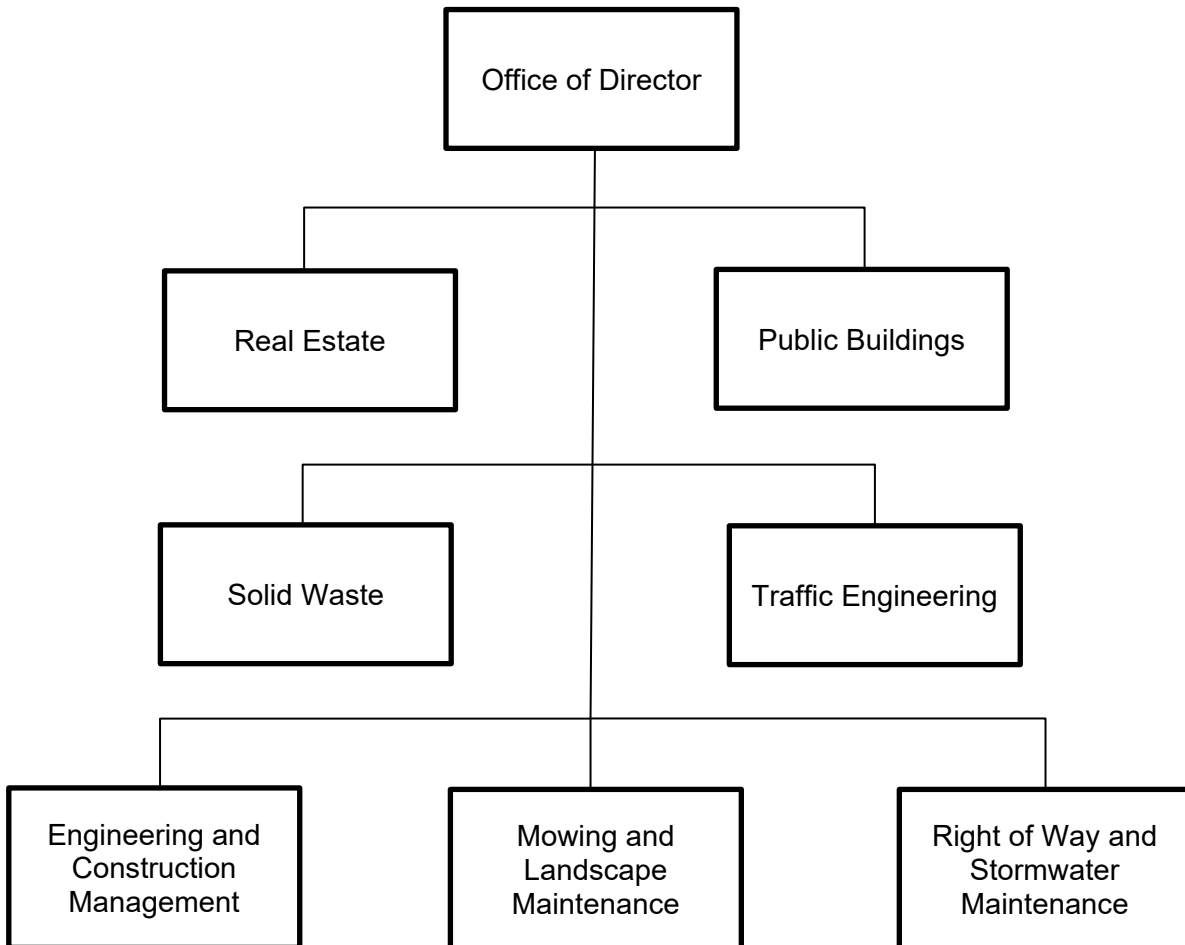 Office of Director
Real Estate
Public Buildings
Solid Waste
Traffic Engineering
Engineering and
Construction
Management
Mowing and
Landscape
Maintenance
Right of Way and
Stormwater
Maintenance